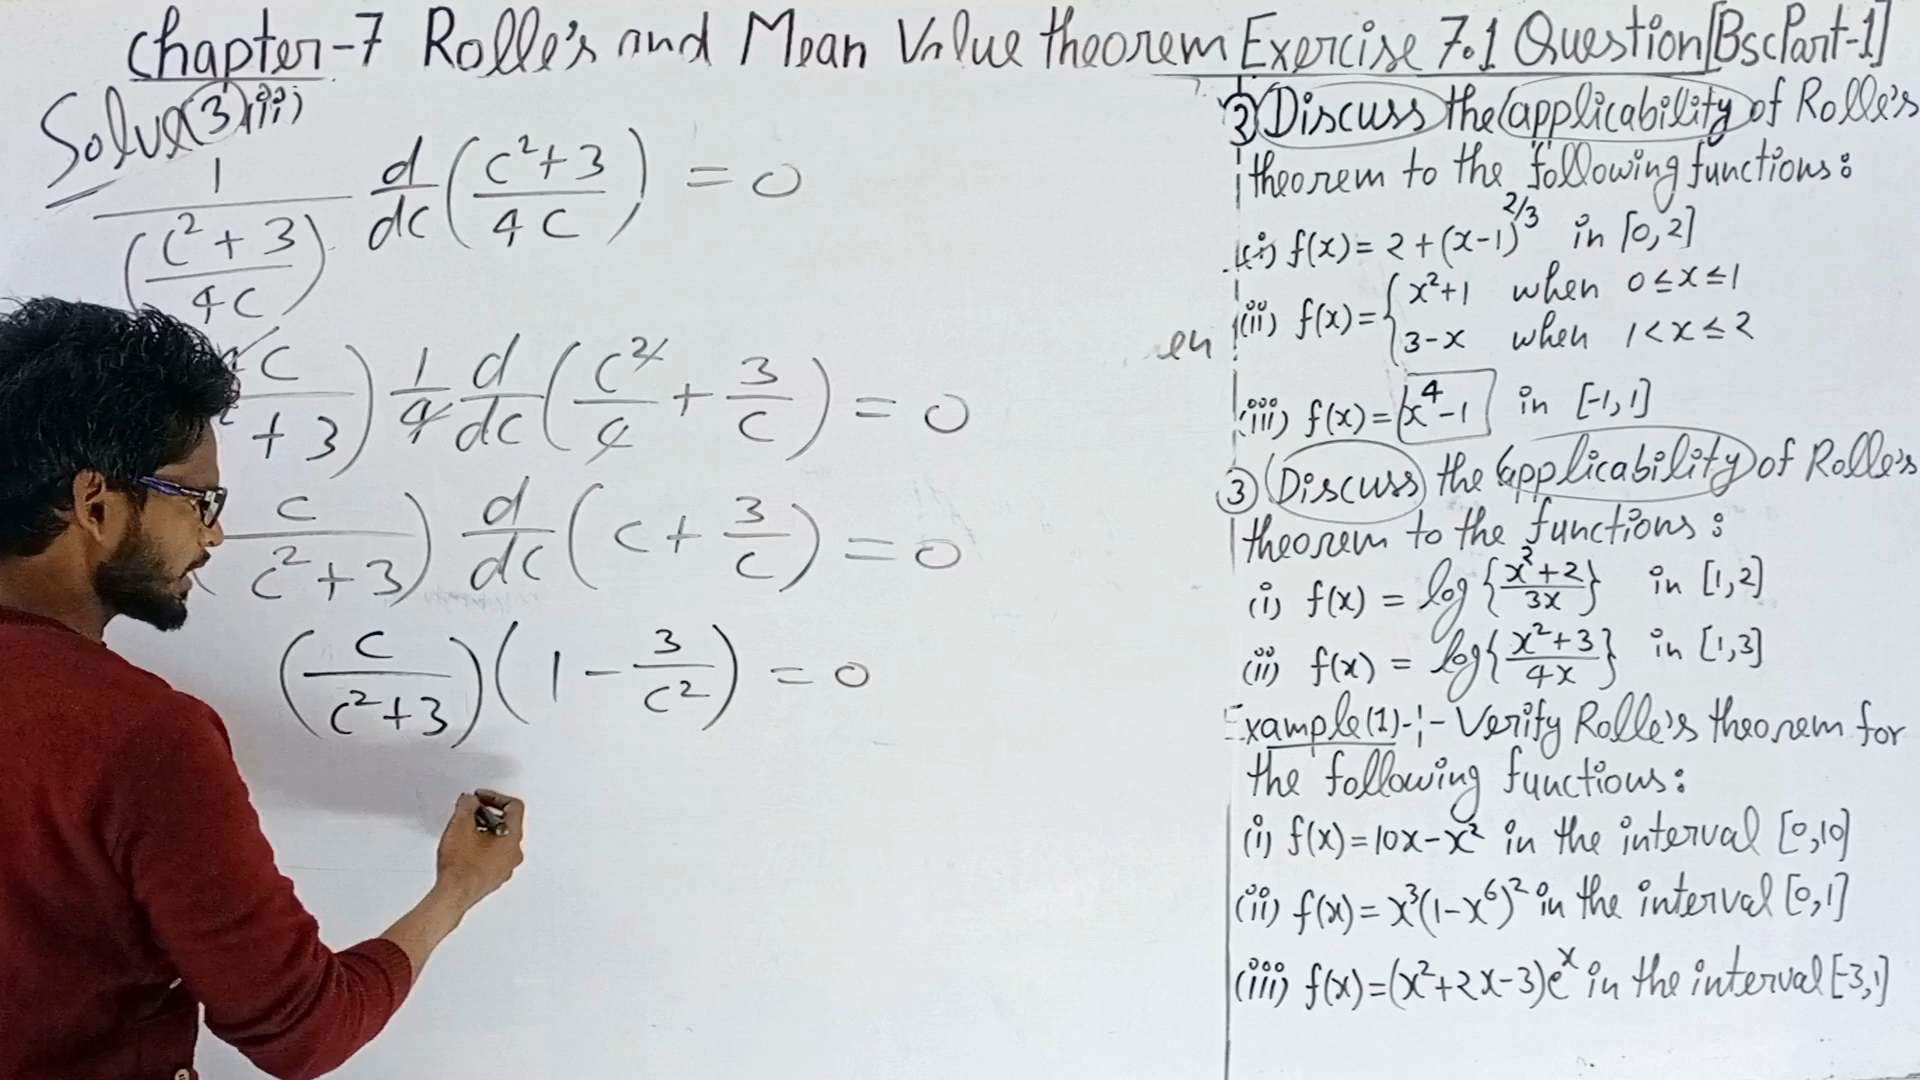 Chapter-7 Rolle's and Mean Value theorem Exercise 7.1 Question [Bsc Part-1]
Solve (3) (ii)
1/((c²+3)/4c) d/dc ((c²+3)/4c) = 0
c/ +3) 1/4 d/dc (c²/c + 3/c) = 0
(c/(c²+3)) d/dc (c + 3/c) = 0
(c/(c²+3)) (1 - 3/c²) = 0
en
Discuss the applicability of Rolle's
theorem to the following functions:
(i) f(x) = 2+(x-1)^2/3 in [0,2]
(ii) f(x) = { x²+1 when 0≤x≤1
3-x when 1<x≤2
(iii) f(x) = x⁴-1 in [-1,1]
③ Discuss the applicability of Rolle's
theorem to the functions:
(i) f(x) = log{(x²+2)/3x} in [1,2]
(ii) f(x) = log{(x²+3)/4x} in [1,3]
Example(1)-:- Verify Rolle's theorem for
the following functions:
(i) f(x)=10x-x² in the interval [0,10]
(ii) f(x)=x³(1-x⁶)² in the interval [0,1]
(iii) f(x)=(x²+2x-3)eˣ in the interval [-3,1]